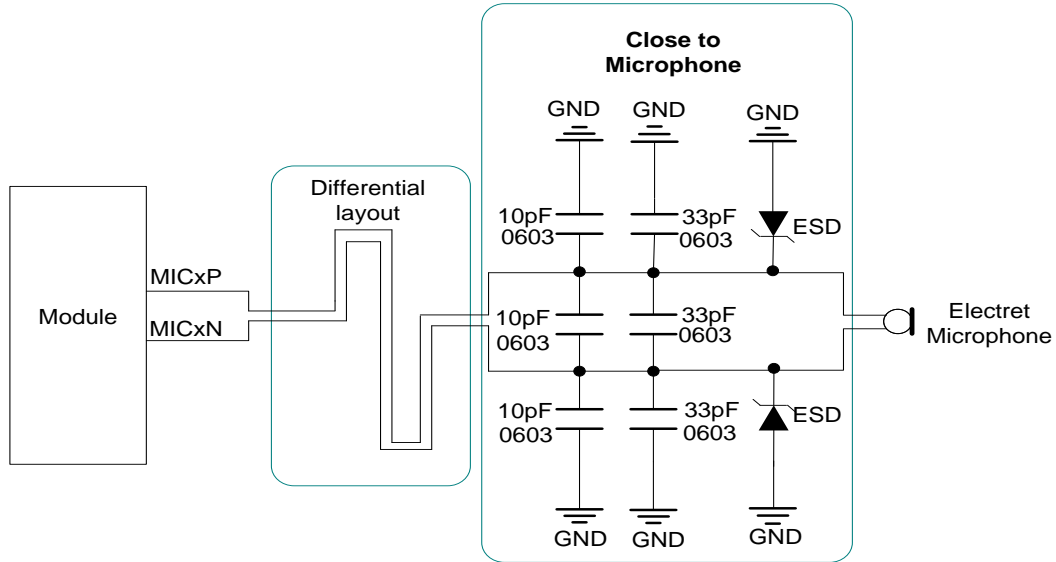 Close to
Microphone
GND
GND
GND
Differential
layout
10pF
0603
33pF
0603
ESD
MICxP
Module
MICxN
10pF
0603
33pF
0603
Electret
Microphone
10pF
0603
33pF
0603
ESD
GND
GND
GND